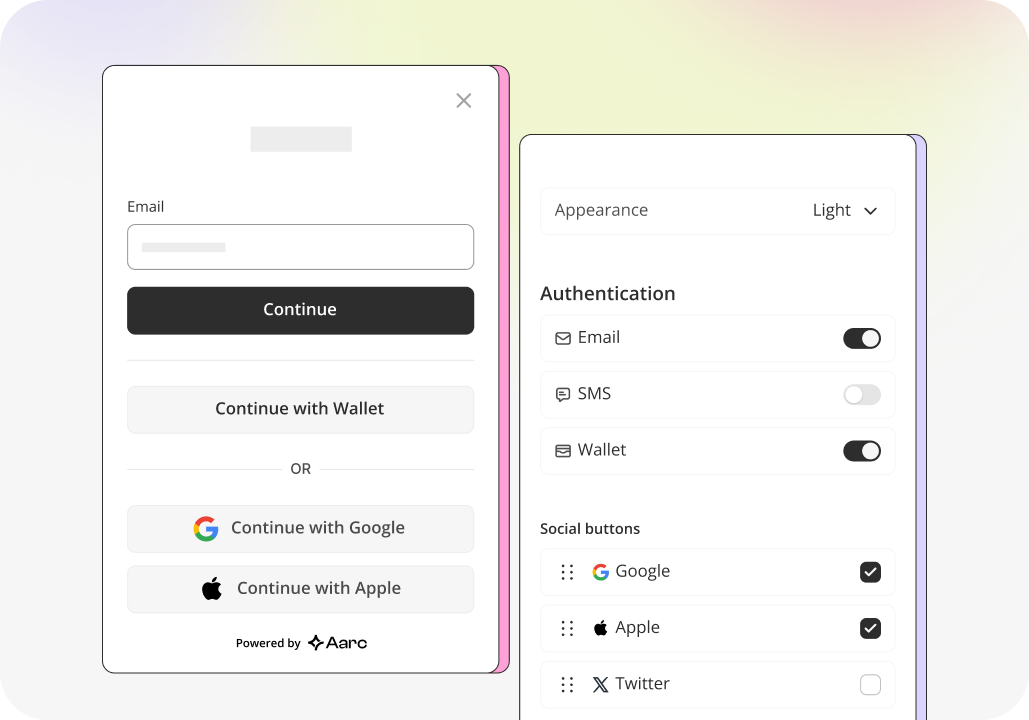 Email
Continue
Continue with Wallet
OR
Continue with Google
Continue with Apple
Powered by Aarc
Appearance Light
Authentication
Email
SMS
Wallet
Social buttons
Google
Apple
Twitter